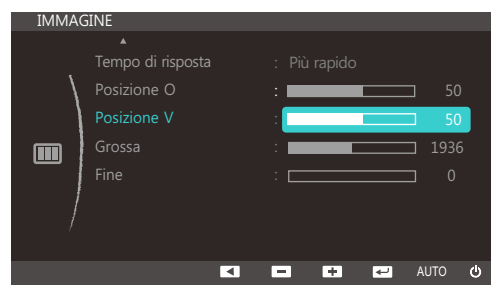 IMMAGINE
Tempo di risposta : Più rapido
Posizione O : 50
Posizione V : 50
Grossa : 1936
Fine : 0
AUTO